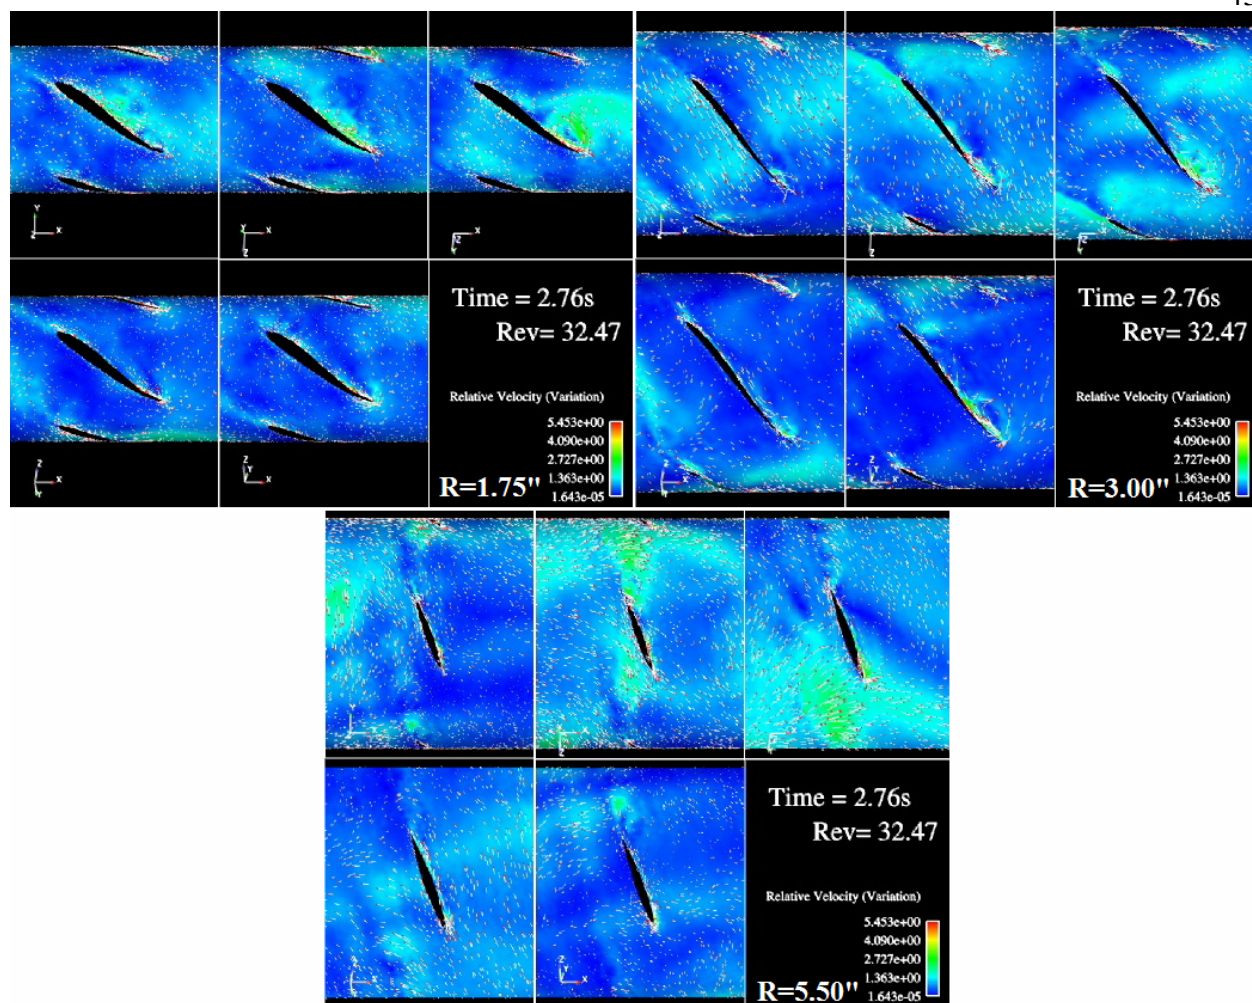 Time = 2.76s
Rev= 32.47
Relative Velocity (Variation)
5.453e+00
4.090e+00
2.727e+00
1.363e+00
1.643e-05
R=1.75"
Time = 2.76s
Rev= 32.47
Relative Velocity (Variation)
5.453e+00
4.090e+00
2.727e+00
1.363e+00
1.643e-05
R=3.00"
Time = 2.76s
Rev= 32.47
Relative Velocity (Variation)
5.453e+00
4.090e+00
2.727e+00
1.363e+00
1.643e-05
R=5.50"